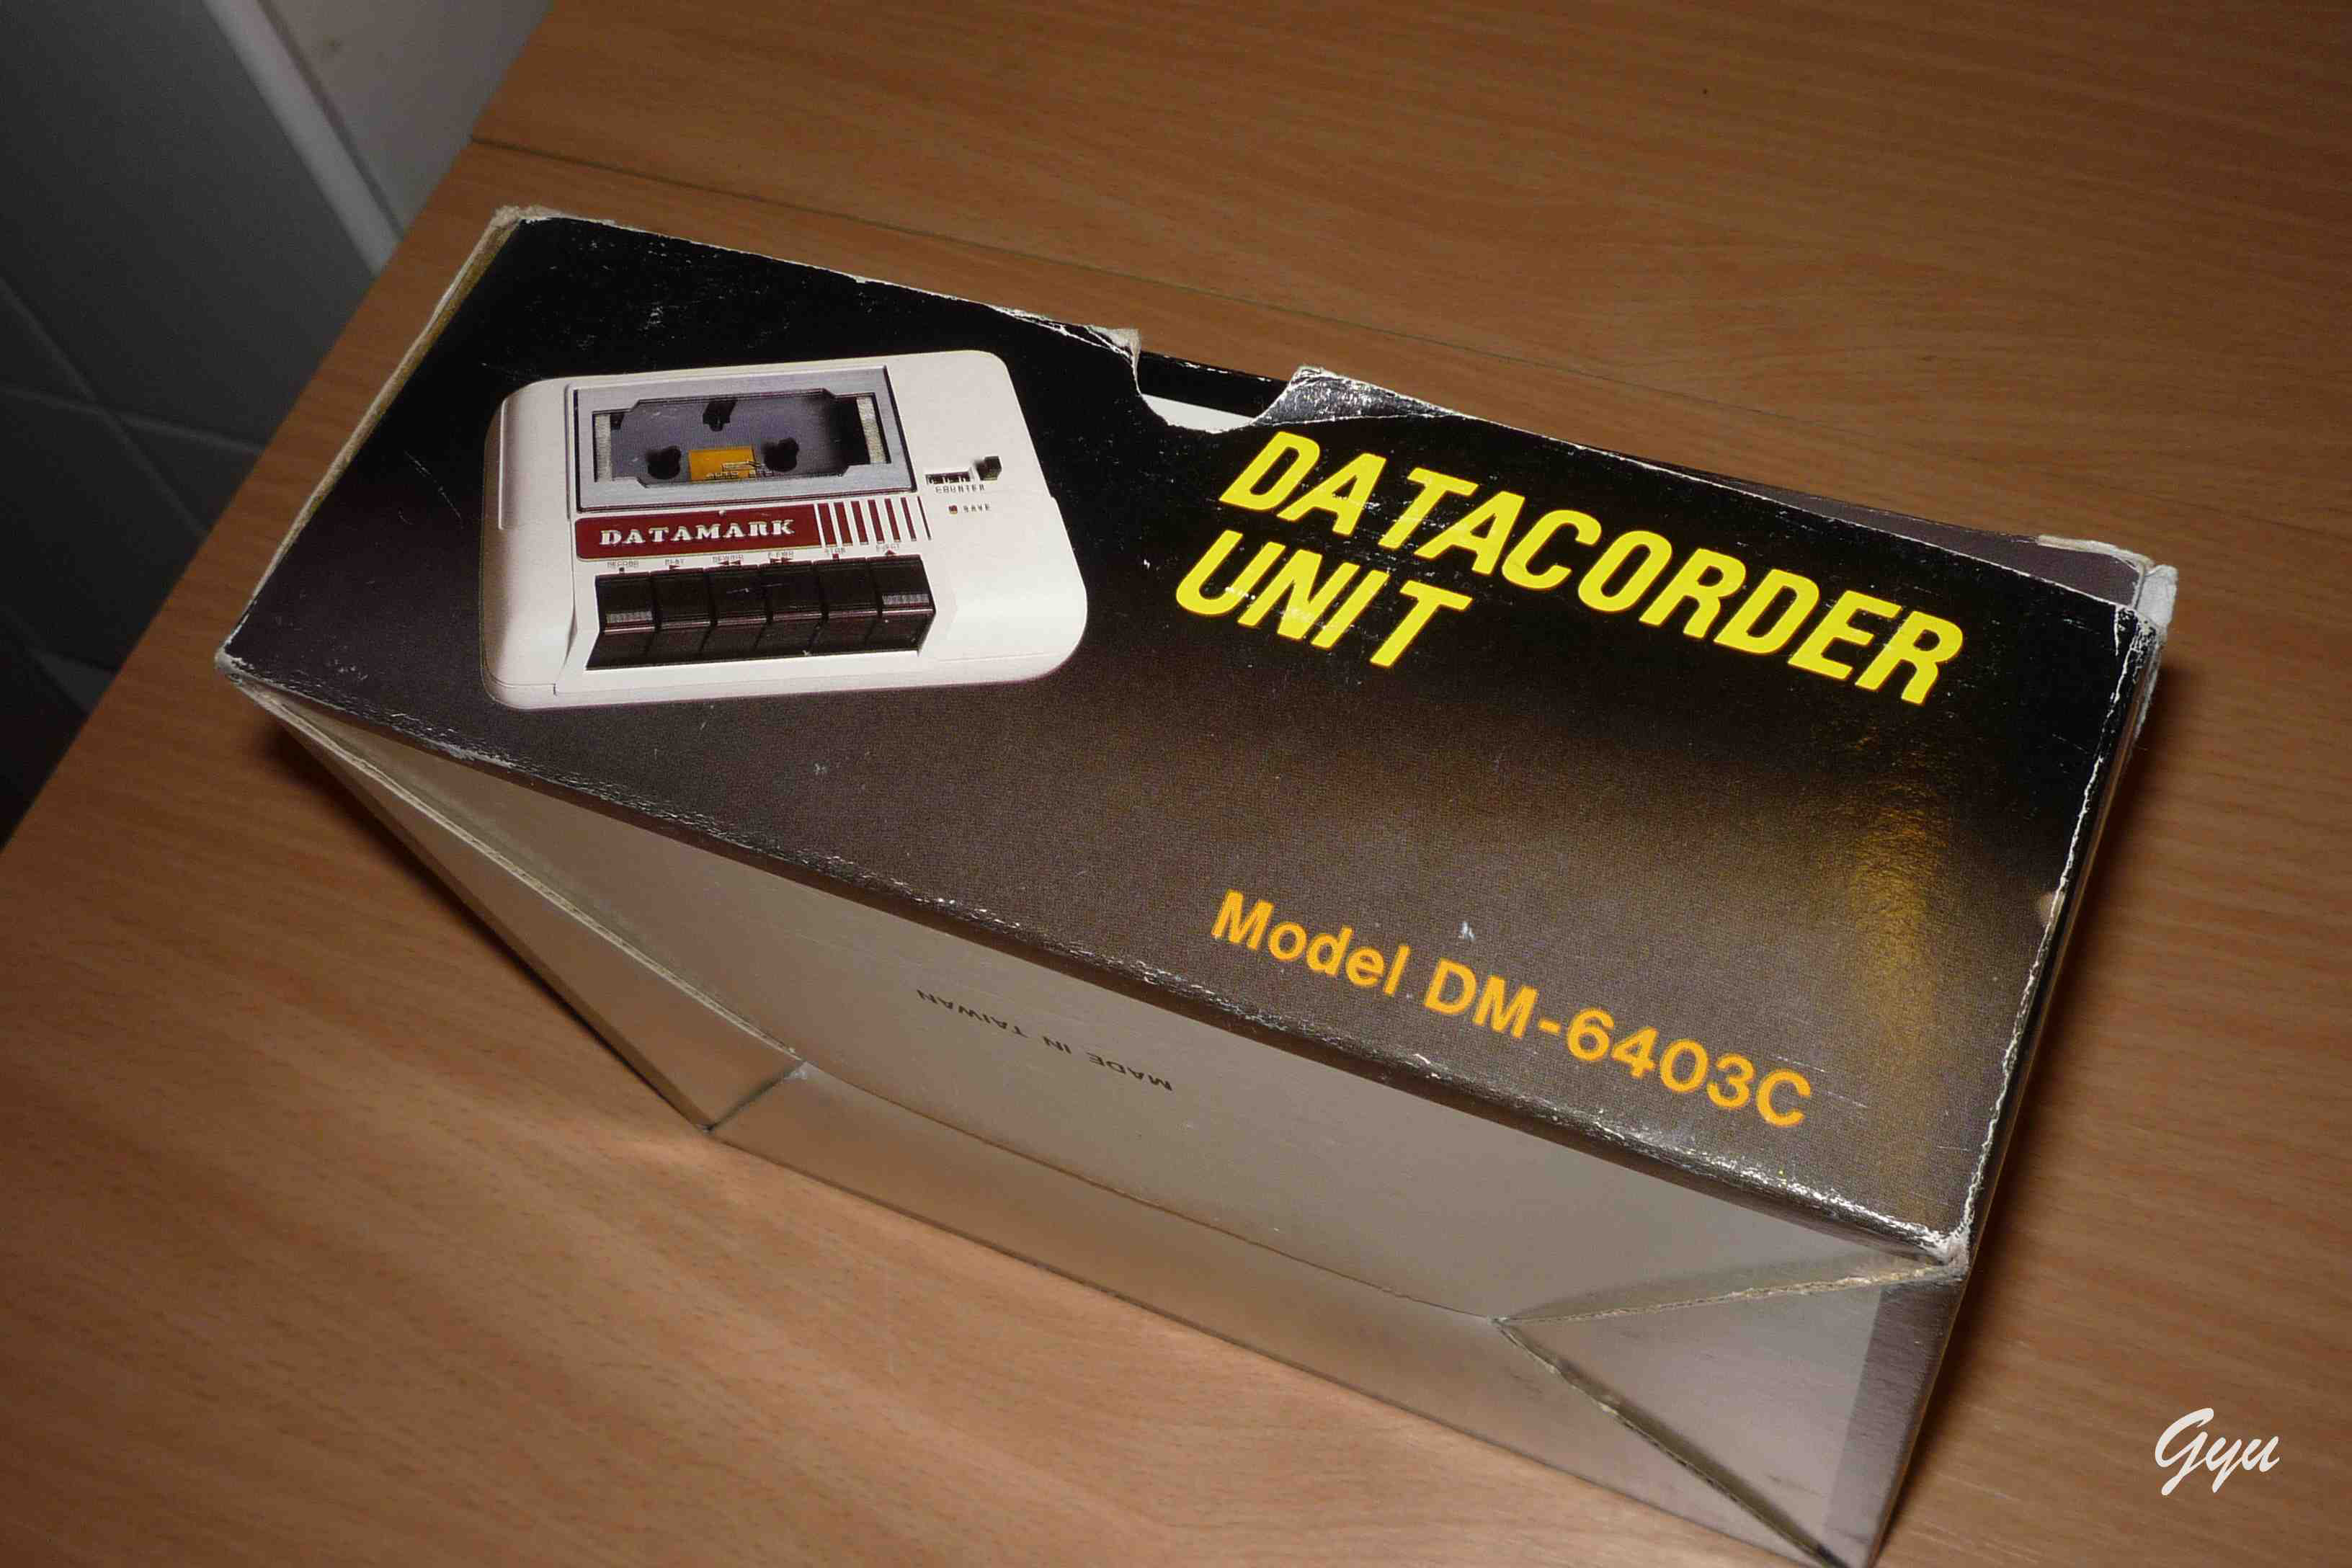 DATACORDER
UNIT
COUNTER
SAVE
DATAMARK
Model DM-6403C
MADE IN TAIWAN
Gyu